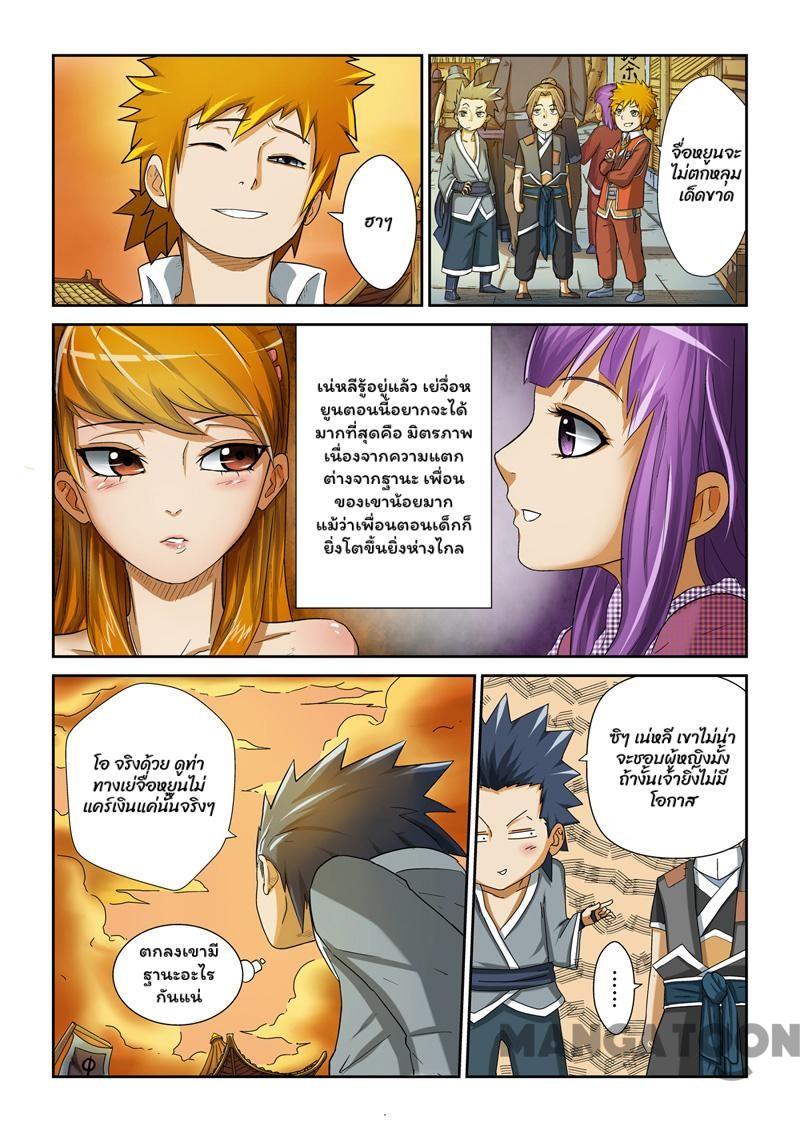 ฮาๆ
จื่อหยูนจะ
ไม่ตกหลุม
เด็ดขาด
茶
เน่หลีรู้อยู่แล้ว เย่จื่อห
ยูนตอนนี้อยากจะได้
มากที่สุดคือ มิตรภาพ
เนื่องจากความแตก
ต่างจากฐานะ เพื่อน
ของเขาน้อยมาก
แม้ว่าเพื่อนตอนเด็กก็
ยิ่งโตขึ้นยิ่งห่างไกล
โอ จริงด้วย ดูท่า
ทางเย่จื่อหยูนไม่
แคร์เงินแค่นั้นจริงๆ
ตกลงเขามี
ฐานะอะไร
กันแน่
ซิๆ เน่หลี เขาไม่น่า
จะชอบผู้หญิงมั้ง
ถ้างั้นเจ้ายิ่งไม่มี
โอกาส
......
MANGATOON